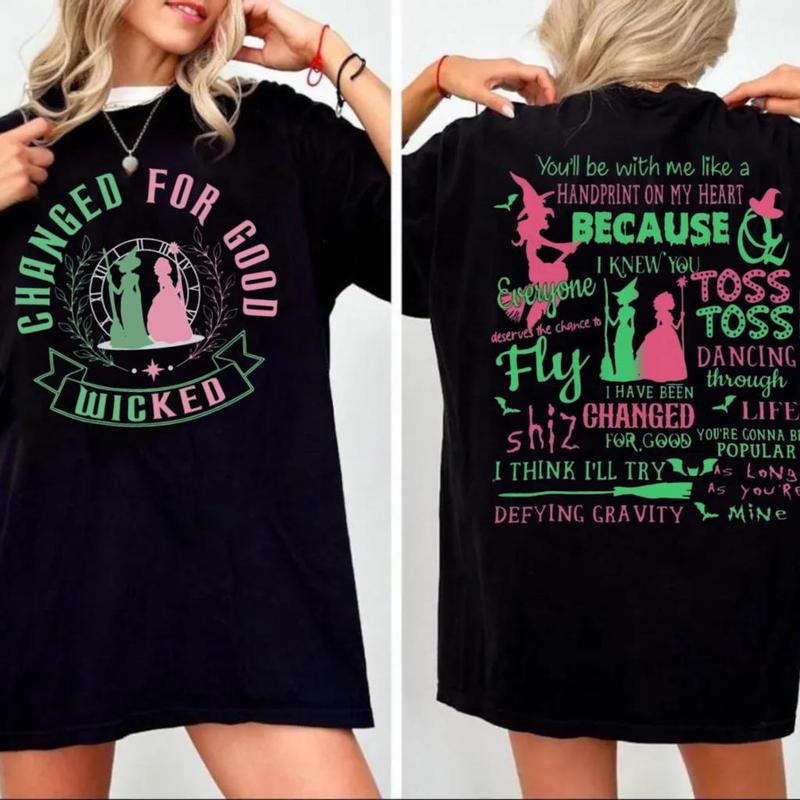 CHANGED FOR GOOD
WICKED
You'll be with me like a
HANDPRINT ON MY HEART
BECAUSE
Oz
I KNEW YOU
Everyone
deserves the chance to
Fly
TOSS
TOSS
DANCING
through
LIFE
I HAVE BEEN
CHANGED
FOR GOOD
shiz
YOU'RE GONNA BE
POPULAR
I THINK I'LL TRY
DEFYING GRAVITY
AS LONG
AS YOU'RE
MINE